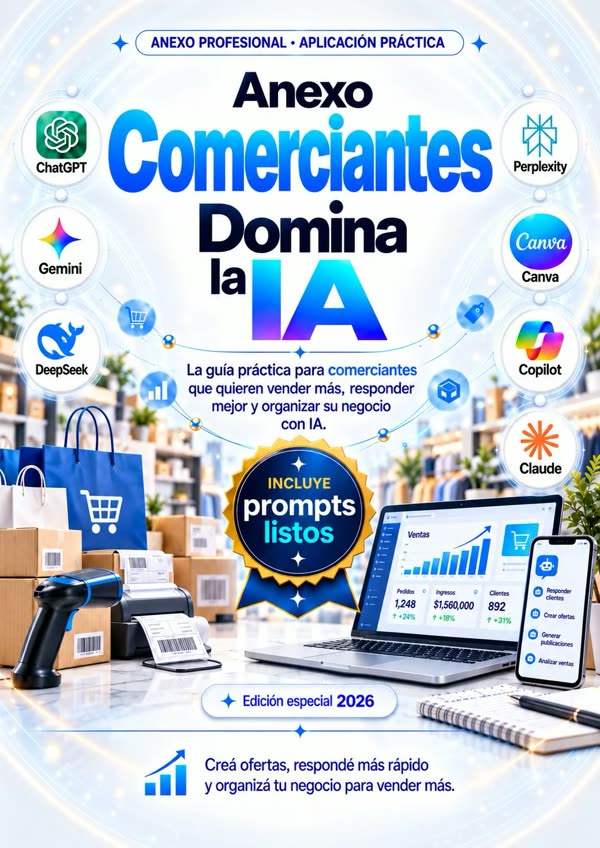 ANEXO PROFESIONAL • APLICACIÓN PRÁCTICA
Anexo
Comerciantes
Domina
la IA
ChatGPT
Gemini
DeepSeek
Perplexity
Canva
Canva
Copilot
Claude
La guía práctica para comerciantes
que quieren vender más, responder
mejor y organizar su negocio
con IA.
INCLUYE
prompts
listos
Ventas
Pedidos
1,248
+24%
Ingresos
$1,560,000
+18%
Clientes
892
+31%
Responder
clientes
Crear ofertas
Generar
publicaciones
Analizar ventas
Edición especial 2026
Creá ofertas, respondé más rápido
y organizá tu negocio para vender más.